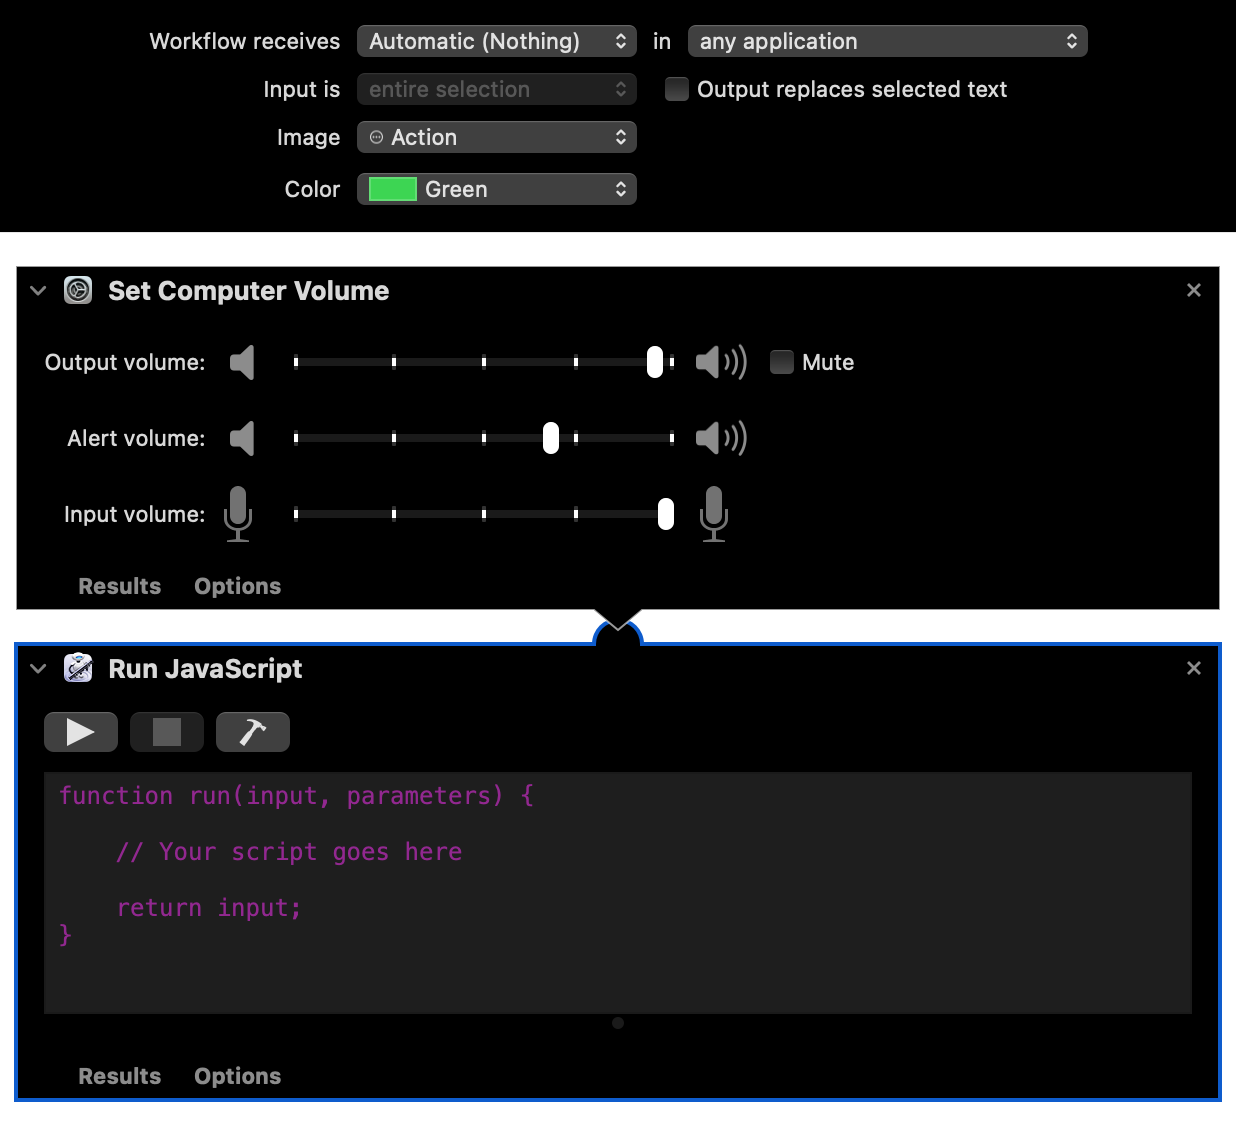 Workflow receives Automatic (Nothing) in any application
Input is entire selection Output replaces selected text
Image Action
Color Green
Set Computer Volume
Output volume: Mute
Alert volume:
Input volume:
Results Options
Run JavaScript
function run(input, parameters) {
// Your script goes here
return input;
}
Results Options